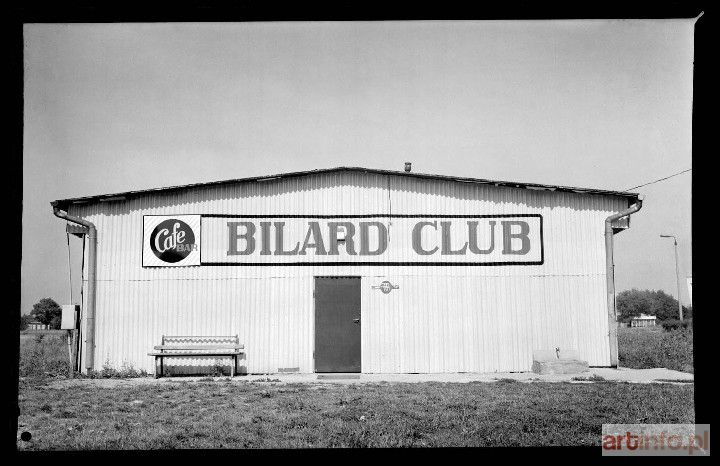 Cafe
BAR
BILARD CLUB
artinfo.pl